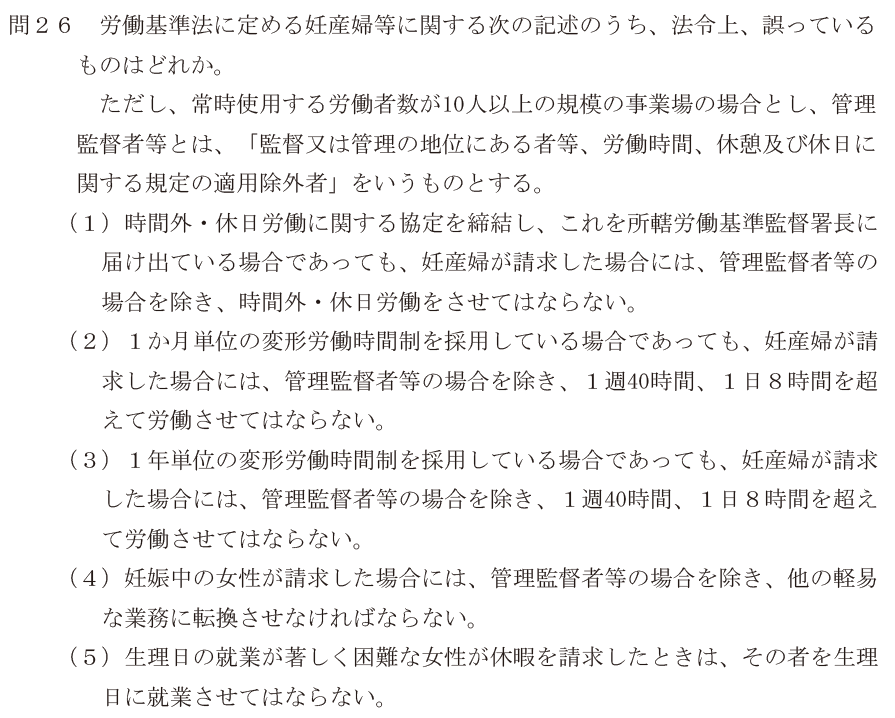 問２６　労働基準法に定める妊産婦等に関する次の記述のうち、法令上、誤っている
ものはどれか。
ただし、常時使用する労働者数が10人以上の規模の事業場の場合とし、管理
監督者等とは、「監督又は管理の地位にある者等、労働時間、休憩及び休日に
関する規定の適用除外者」をいうものとする。
（１）時間外・休日労働に関する協定を締結し、これを所轄労働基準監督署長に
届け出ている場合であっても、妊産婦が請求した場合には、管理監督者等の
場合を除き、時間外・休日労働をさせてはならない。
（２）１か月単位の変形労働時間制を採用している場合であっても、妊産婦が請
求した場合には、管理監督者等の場合を除き、１週40時間、１日８時間を超
えて労働させてはならない。
（３）１年単位の変形労働時間制を採用している場合であっても、妊産婦が請求
した場合には、管理監督者等の場合を除き、１週40時間、１日８時間を超え
て労働させてはならない。
（４）妊娠中の女性が請求した場合には、管理監督者等の場合を除き、他の軽易
な業務に転換させなければならない。
（５）生理日の就業が著しく困難な女性が休暇を請求したときは、その者を生理
日に就業させてはならない。